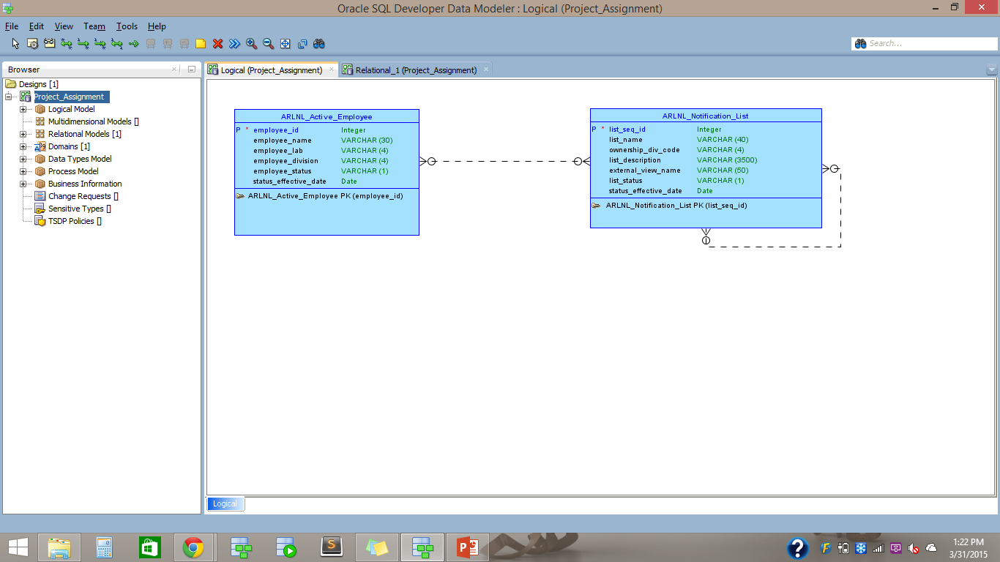 Oracle SQL Developer Data Modeler : Logical (Project_Assignment)
File Edit View Team Tools Help
Search...
Browser
Designs [1]
Project_Assignment
Logical Model
Multidimensional Models []
Relational Models [1]
Domains [1]
Data Types Model
Process Model
Business Information
Change Requests []
Sensitive Types []
TSDP Policies []
Logical (Project_Assignment)
Relational_1 (Project_Assignment)
ARLNL_Active_Employee
P * employee_id Integer
employee_name VARCHAR (30)
employee_lab VARCHAR (4)
employee_division VARCHAR (4)
employee_status VARCHAR (1)
status_effective_date Date
ARLNL_Active_Employee PK (employee_id)
ARLNL_Notification_List
P * list_seq_id Integer
list_name VARCHAR (40)
ownership_div_code VARCHAR (4)
list_description VARCHAR (3500)
external_view_name VARCHAR (50)
list_status VARCHAR (1)
status_effective_date Date
ARLNL_Notification_List PK (list_seq_id)
Logical
1:22 PM
3/31/2015